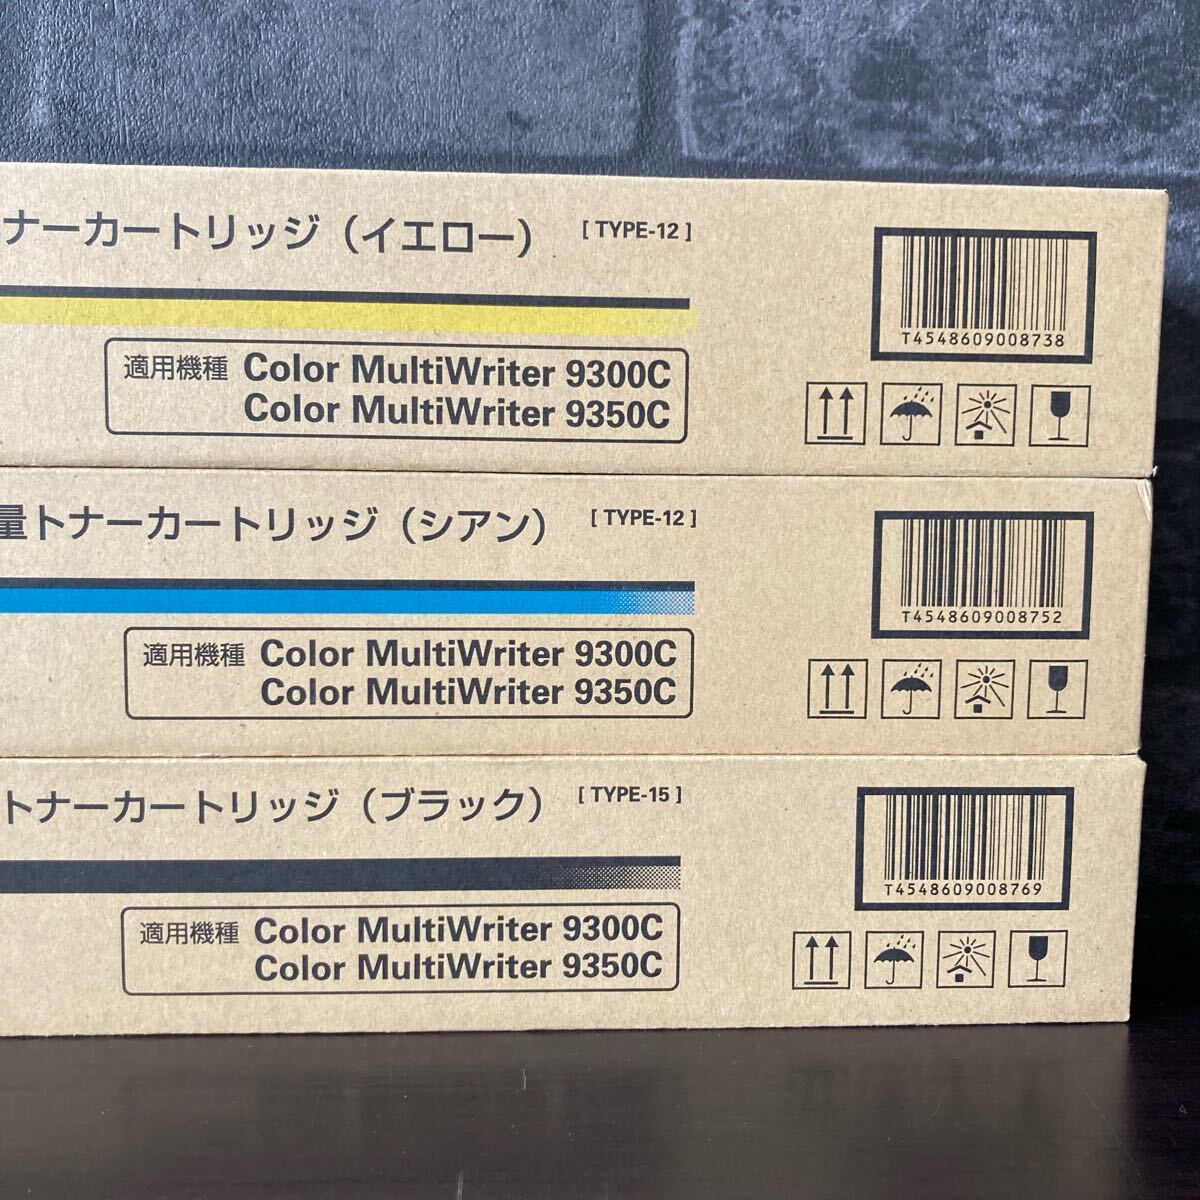 ナーカートリッジ（イエロー） [ TYPE-12 ]
T4548609008738
適用機種 Color MultiWriter 9300C
Color MultiWriter 9350C
量トナーカートリッジ（シアン） [ TYPE-12 ]
T4548609008752
適用機種 Color MultiWriter 9300C
Color MultiWriter 9350C
トナーカートリッジ（ブラック） [ TYPE-15 ]
T4548609008769
適用機種 Color MultiWriter 9300C
Color MultiWriter 9350C